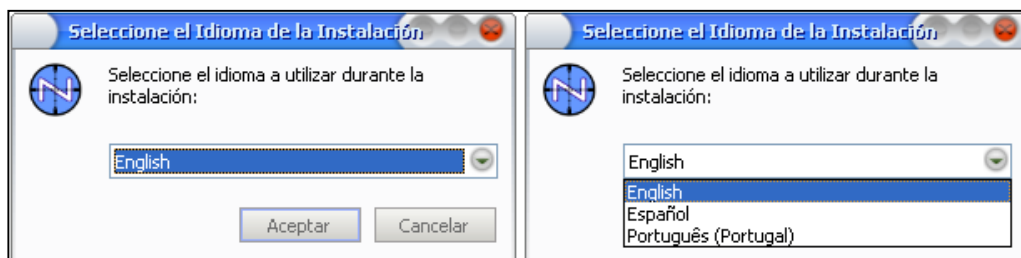 Seleccione el Idioma de la Instalación
Seleccione el idioma a utilizar durante la
instalación:
English
Aceptar
Cancelar
Seleccione el Idioma de la Instalación
Seleccione el idioma a utilizar durante la
instalación:
English
English
Español
Português (Portugal)